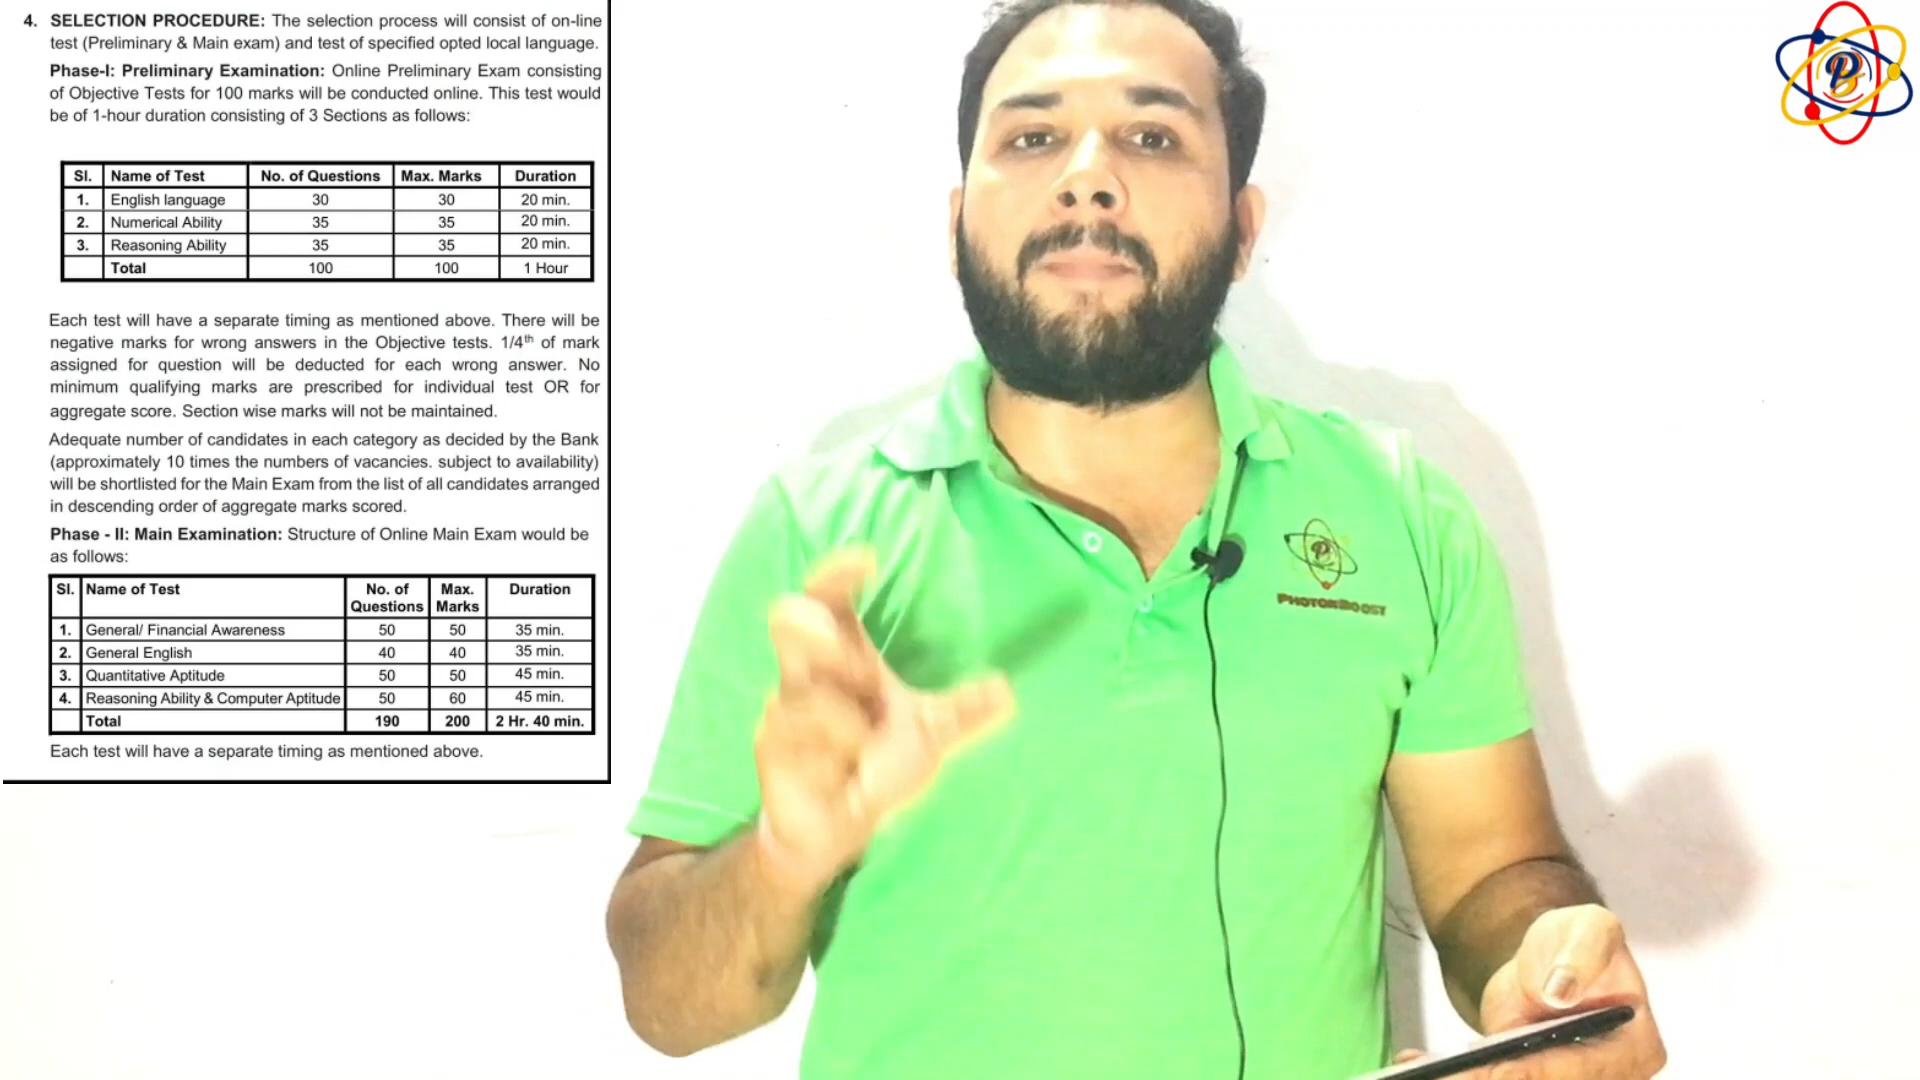 4. SELECTION PROCEDURE: The selection process will consist of on-line
test (Preliminary & Main exam) and test of specified opted local language.
Phase-I: Preliminary Examination: Online Preliminary Exam consisting
of Objective Tests for 100 marks will be conducted online. This test would
be of 1-hour duration consisting of 3 Sections as follows:
Sl. Name of Test No. of Questions Max. Marks Duration
1. English language 30 30 20 min.
2. Numerical Ability 35 35 20 min.
3. Reasoning Ability 35 35 20 min.
Total 100 100 1 Hour
Each test will have a separate timing as mentioned above. There will be
negative marks for wrong answers in the Objective tests. 1/4th of mark
assigned for question will be deducted for each wrong answer. No
minimum qualifying marks are prescribed for individual test OR for
aggregate score. Section wise marks will not be maintained.
Adequate number of candidates in each category as decided by the Bank
(approximately 10 times the numbers of vacancies. subject to availability)
will be shortlisted for the Main Exam from the list of all candidates arranged
in descending order of aggregate marks scored.
Phase - II: Main Examination: Structure of Online Main Exam would be
as follows:
Sl. Name of Test No. of Questions Max. Marks Duration
1. General/ Financial Awareness 50 50 35 min.
2. General English 40 40 35 min.
3. Quantitative Aptitude 50 50 45 min.
4. Reasoning Ability & Computer Aptitude 50 60 45 min.
Total 190 200 2 Hr. 40 min.
Each test will have a separate timing as mentioned above.
PHOTONBOOST